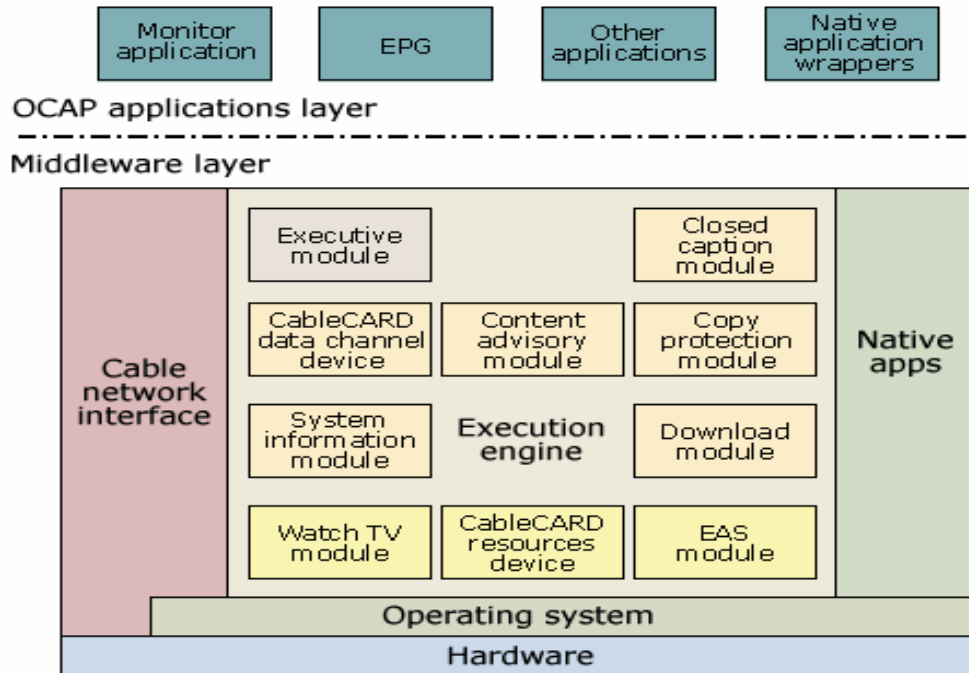 Monitor
application
EPG
Other
applications
Native
application
wrappers
OCAP applications layer
Middleware layer
Cable
network
interface
Executive
module
Closed
caption
module
CableCARD
data channel
device
Content
advisory
module
Copy
protection
module
Native
apps
System
information
module
Execution
engine
Download
module
Watch TV
module
CableCARD
resources
device
EAS
module
Operating system
Hardware